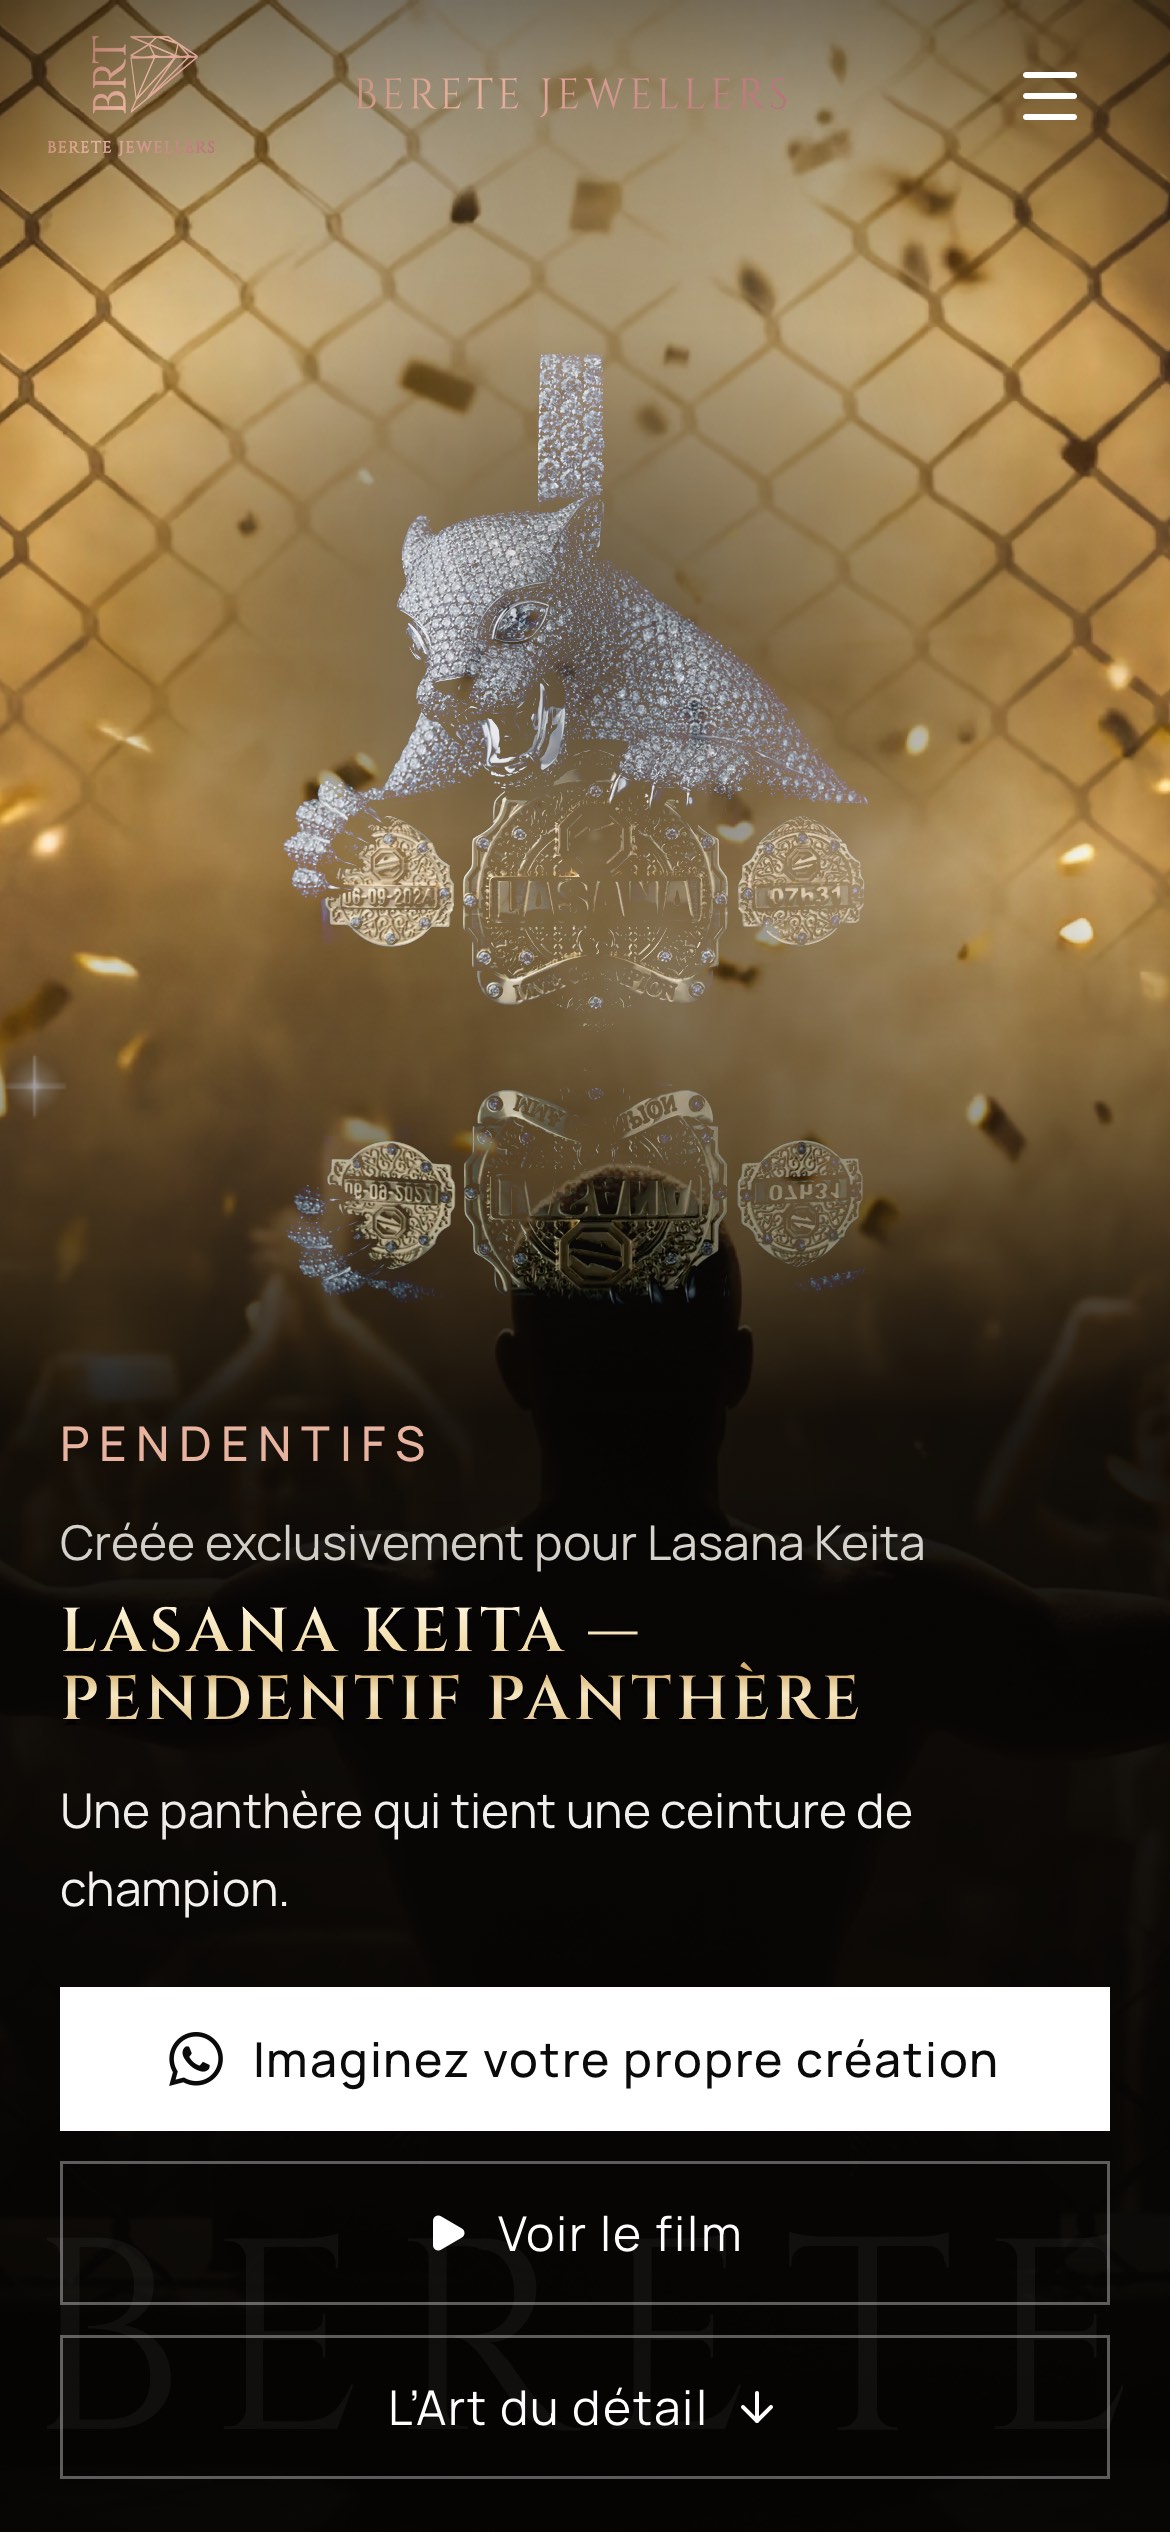 BRT
BERETE JEWELLERS
BERETE JEWELLERS
06-09-2024
LASANA
07h31
PENDENTIFS
Créée exclusivement pour Lasana Keita
LASANA KEITA —
PENDENTIF PANTHÈRE
Une panthère qui tient une ceinture de
champion.
Imaginez votre propre création
Voir le film
BERETE
L’Art du détail